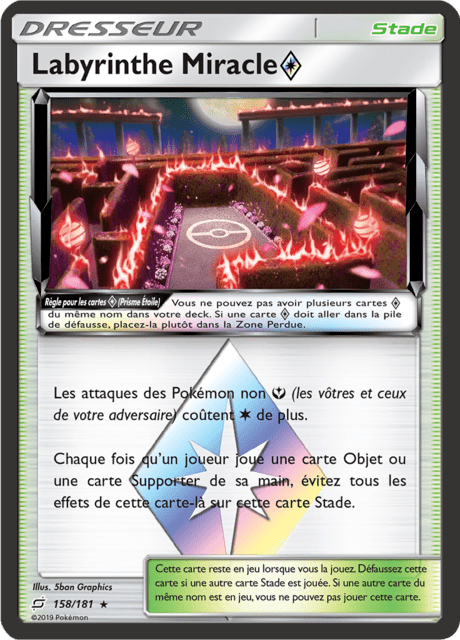 DRESSEUR Stade
Labyrinthe Miracle
Règle pour les cartes (Prisme Étoile) Vous ne pouvez pas avoir plusieurs cartes
du même nom dans votre deck. Si une carte doit aller dans la pile
de défausse, placez-la plutôt dans la Zone Perdue.
Les attaques des Pokémon non (les vôtres et ceux
de votre adversaire) coûtent de plus.
Chaque fois qu'un joueur joue une carte Objet ou
une carte Supporter de sa main, évitez tous les
effets de cette carte-là sur cette carte Stade.
Cette carte reste en jeu lorsque vous la jouez. Défaussez cette
carte si une autre carte Stade est jouée. Si une autre carte du
même nom est en jeu, vous ne pouvez pas jouer cette carte.
Illus. 5ban Graphics
158/181 ★
©2019 Pokémon